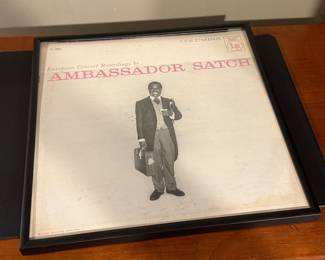 COLUMBIA
European Concert Recordings by
AMBASSADOR SATCH